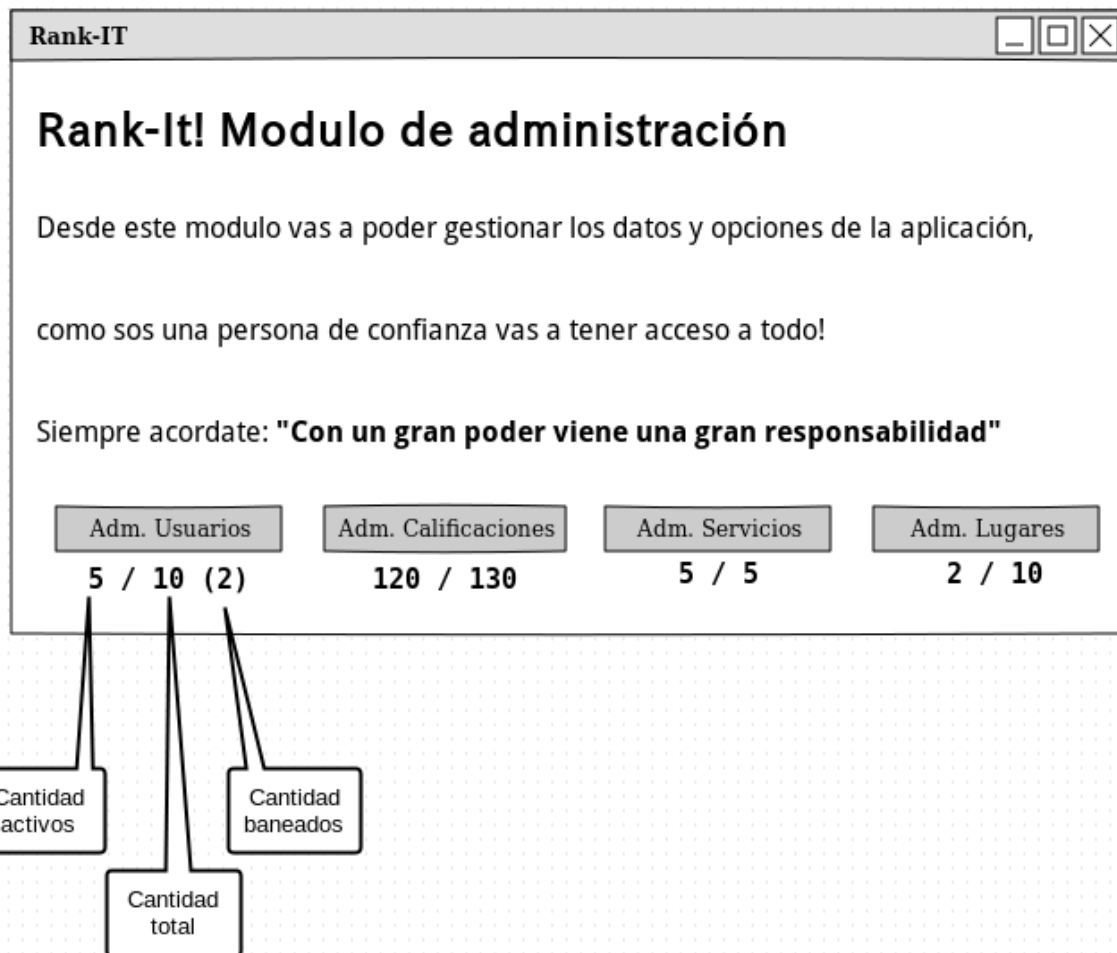 Rank-IT
Rank-It! Modulo de administración
Desde este modulo vas a poder gestionar los datos y opciones de la aplicación,
como sos una persona de confianza vas a tener acceso a todo!
Siempre acordate: "Con un gran poder viene una gran responsabilidad"
Adm. Usuarios
Adm. Calificaciones
Adm. Servicios
Adm. Lugares
5 / 10 (2)
120 / 130
5 / 5
2 / 10
Cantidad
activos
Cantidad
baneados
Cantidad
total